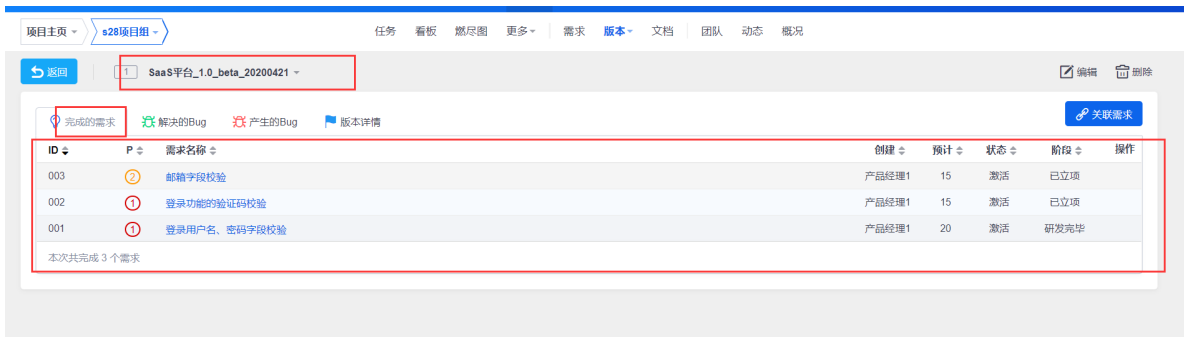 项目主页 s28项目组 任务 看板 燃尽图 更多 需求 版本 文档 团队 动态 概况
返回 1 SaaS平台_1.0_beta_20200421 编辑 删除
完成的需求 解决的Bug 产生的Bug 版本详情 关联需求
ID P 需求名称 创建 预计 状态 阶段 操作
003 2 邮箱字段校验 产品经理1 15 激活 已立项
002 1 登录功能的验证码校验 产品经理1 15 激活 已立项
001 1 登录用户名、密码字段校验 产品经理1 20 激活 研发完毕
本次共完成 3 个需求